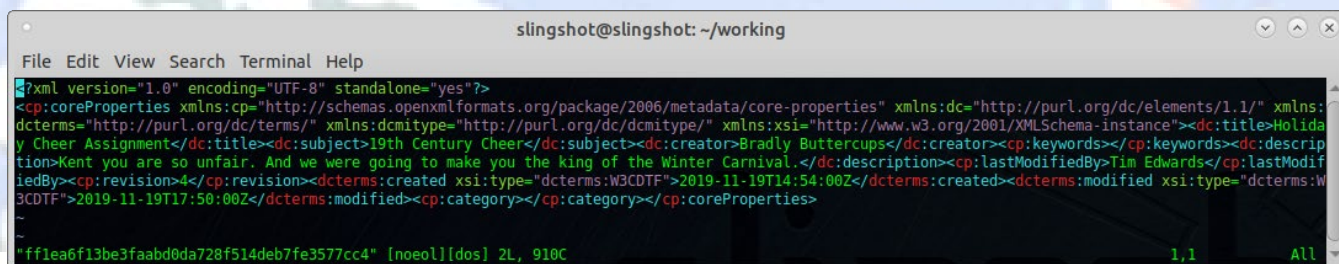 slingshot@slingshot: ~/working
File Edit View Search Terminal Help
<?xml version="1.0" encoding="UTF-8" standalone="yes"?>
<cp:coreProperties xmlns:cp="http://schemas.openxmlformats.org/package/2006/metadata/core-properties" xmlns:dc="http://purl.org/dc/elements/1.1/" xmlns:
dcterms="http://purl.org/dc/terms/" xmlns:dcmitype="http://purl.org/dc/dcmitype/" xmlns:xsi="http://www.w3.org/2001/XMLSchema-instance"><dc:title>Holida
y Cheer Assignment</dc:title><dc:subject>19th Century Cheer</dc:subject><dc:creator>Bradly Buttercups</dc:creator><cp:keywords></cp:keywords><dc:descrip
tion>Kent you are so unfair. And we were going to make you the king of the Winter Carnival.</dc:description><cp:lastModifiedBy>Tim Edwards</cp:lastModif
iedBy><cp:revision>4</cp:revision><dcterms:created xsi:type="dcterms:W3CDTF">2019-11-19T14:54:00Z</dcterms:created><dcterms:modified xsi:type="dcterms:W
3CDTF">2019-11-19T17:50:00Z</dcterms:modified><cp:category></cp:category></cp:coreProperties>
~
~
"ff1ea6f13be3faabd0da728f514deb7fe3577cc4" [noeol][dos] 2L, 910C 1,1 All